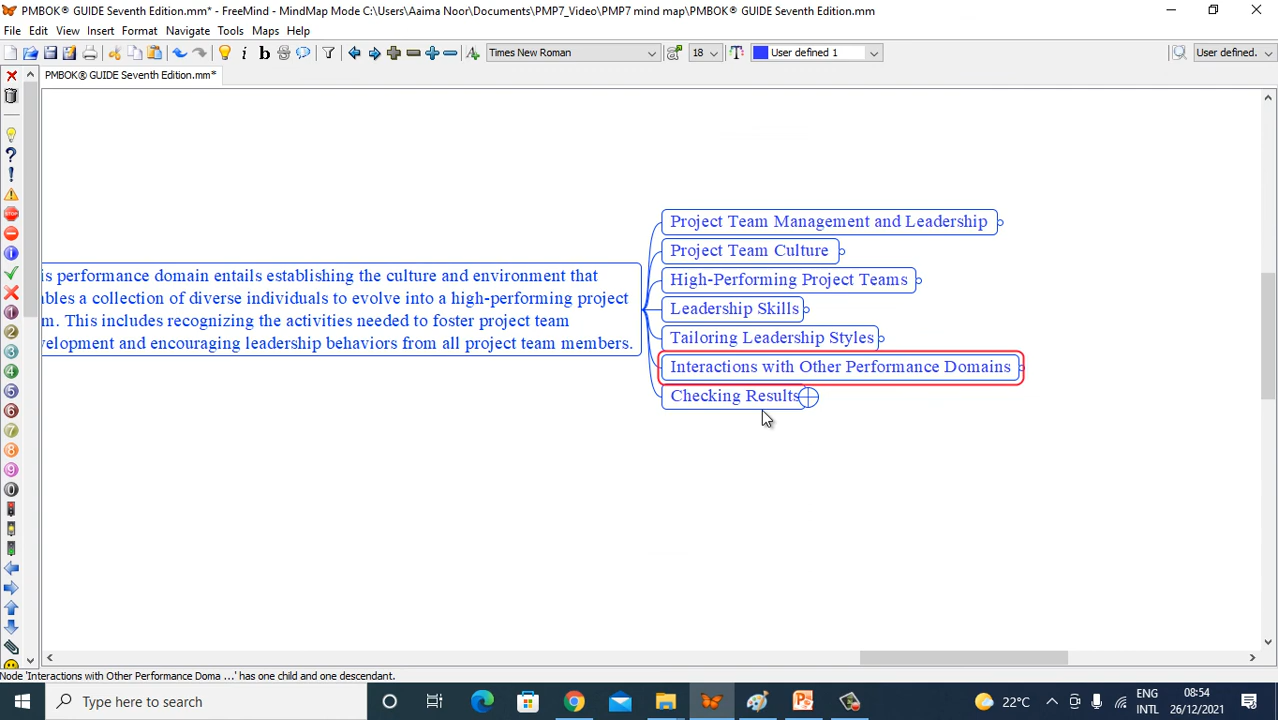 PMBOK® GUIDE Seventh Edition.mm* - FreeMind - MindMap Mode C:\Users\Aaima Noor\Documents\PMP7_Video\PMP7 mind map\PMBOK® GUIDE Seventh Edition.mm
File Edit View Insert Format Navigate Tools Maps Help
Times New Roman 18 User defined 1 User defined.
PMBOK® GUIDE Seventh Edition.mm*
Project Team Management and Leadership
Project Team Culture
High-Performing Project Teams
Leadership Skills
Tailoring Leadership Styles
Interactions with Other Performance Domains
Checking Results
is performance domain entails establishing the culture and environment that
bles a collection of diverse individuals to evolve into a high-performing project
m. This includes recognizing the activities needed to foster project team
velopment and encouraging leadership behaviors from all project team members.
Node 'Interactions with Other Performance Doma ...' has one child and one descendant.
Type here to search
22°C
ENG
INTL
08:54
26/12/2021